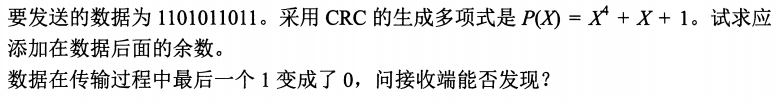 要发送的数据为 1101011011。采用 CRC 的生成多项式是 P(X) = X⁴ + X + 1。试求应
添加在数据后面的余数。
数据在传输过程中最后一个 1 变成了 0，问接收端能否发现？